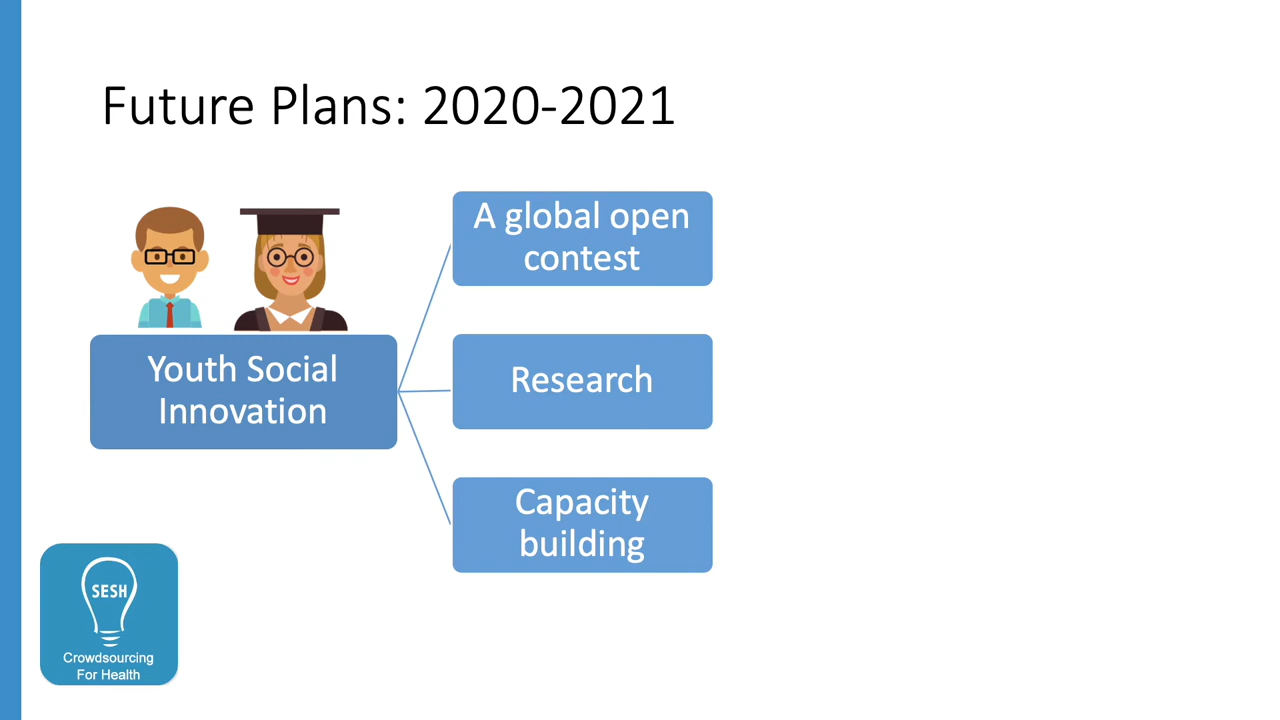 Future Plans: 2020-2021
A global open
contest
Youth Social
Innovation
Research
Capacity
building
SESH
Crowdsourcing
For Health